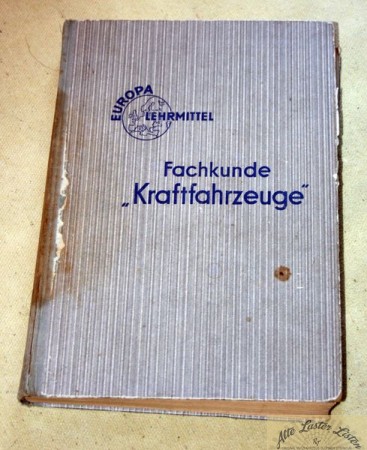 EUROPA
LEHRMITTEL
Fachkunde
„Kraftfahrzeuge"
Alte Laster Listen